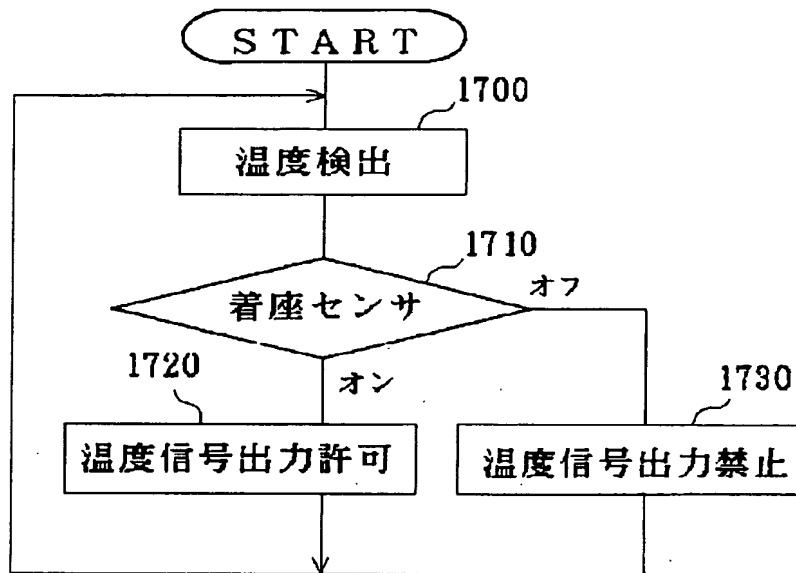 START
1700
温度検出
1710
着座センサ
オフ
1720
オン
1730
温度信号出力許可
温度信号出力禁止